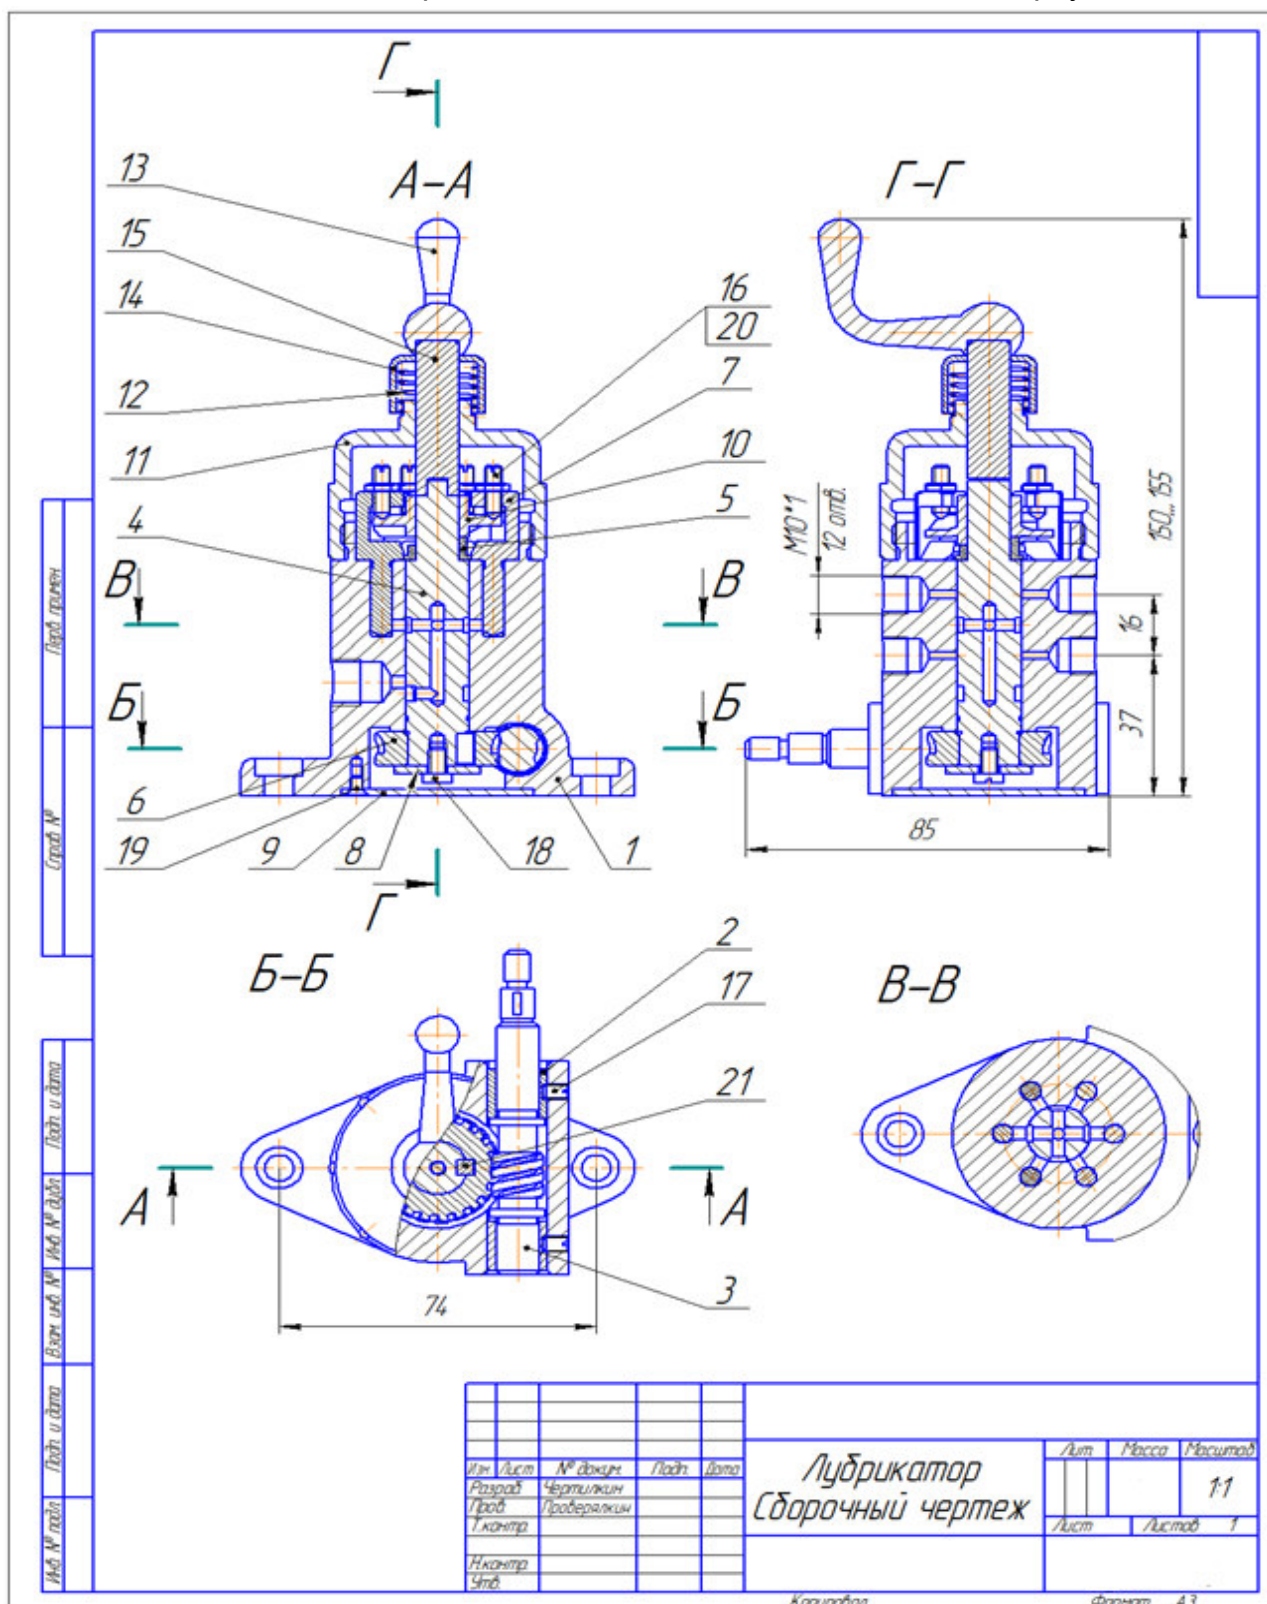 Г
А-А
Г-Г
13
15
14
12
11
4
16
20
7
10
5
М10*1
12 отв.
150...155
16
37
В
В
Б
Б
6
19
9
8
18
1
85
Г
Б-Б
В-В
2
17
21
3
А
А
74
Перв. примен.
Справ. №
Подп. и дата
Инв. № дубл.
Взам. инв. №
Подп. и дата
Инв. № подл.
Изм. Лист № докум. Подп. Дата
Разраб. Чертилкин
Пров. Проверялкин
Т.контр.
Н.контр.
Утв.
Лубрикатор
Сборочный чертеж
Лит. Масса Масштаб
1:1
Лист Листов 1
Копировал Формат А3